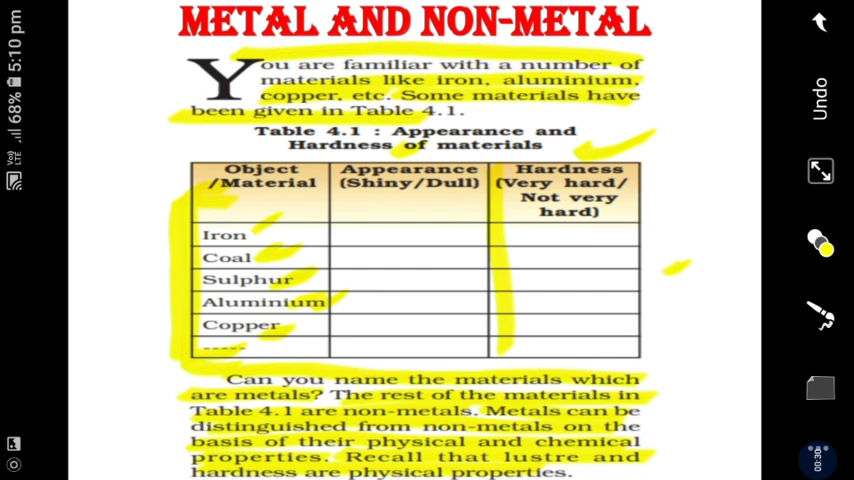 METAL AND NON-METAL
You are familiar with a number of
materials like iron, aluminium,
copper, etc. Some materials have
been given in Table 4.1.
Table 4.1 : Appearance and
Hardness of materials
Object
/Material
Appearance
(Shiny/Dull)
Hardness
(Very hard/
Not very
hard)
Iron
Coal
Sulphur
Aluminium
Copper
-----
Can you name the materials which
are metals? The rest of the materials in
Table 4.1 are non-metals. Metals can be
distinguished from non-metals on the
basis of their physical and chemical
properties. Recall that lustre and
hardness are physical properties.
Vo) LTE 68% 5:10 pm
Undo
00:30